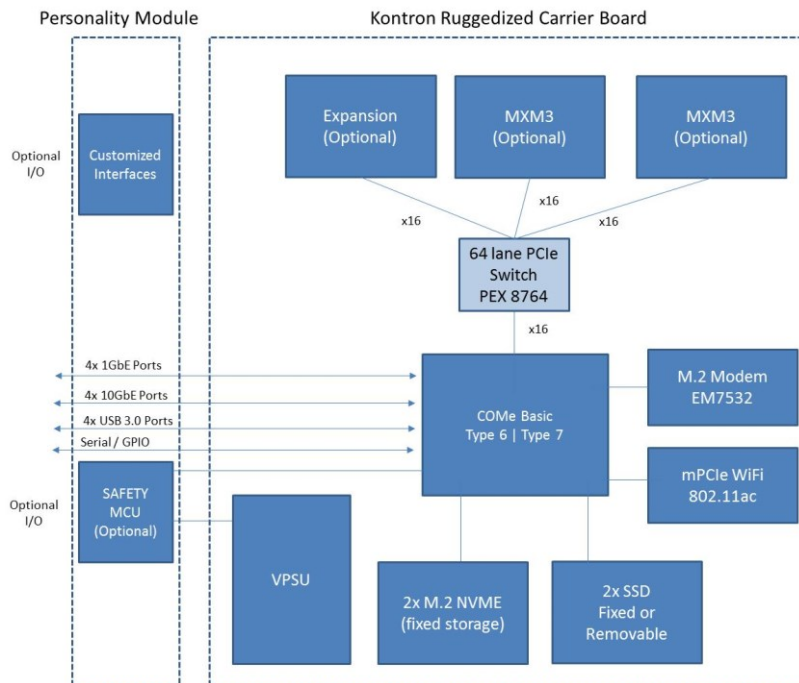 Personality Module
Kontron Ruggedized Carrier Board
Expansion
(Optional)
MXM3
(Optional)
MXM3
(Optional)
Optional
I/O
Customized
Interfaces
x16
x16
x16
64 lane PCIe
Switch
PEX 8764
x16
4x 1GbE Ports
4x 10GbE Ports
4x USB 3.0 Ports
Serial / GPIO
COMe Basic
Type 6 | Type 7
M.2 Modem
EM7532
mPCIe WiFi
802.11ac
Optional
I/O
SAFETY
MCU
(Optional)
VPSU
2x M.2 NVME
(fixed storage)
2x SSD
Fixed or
Removable